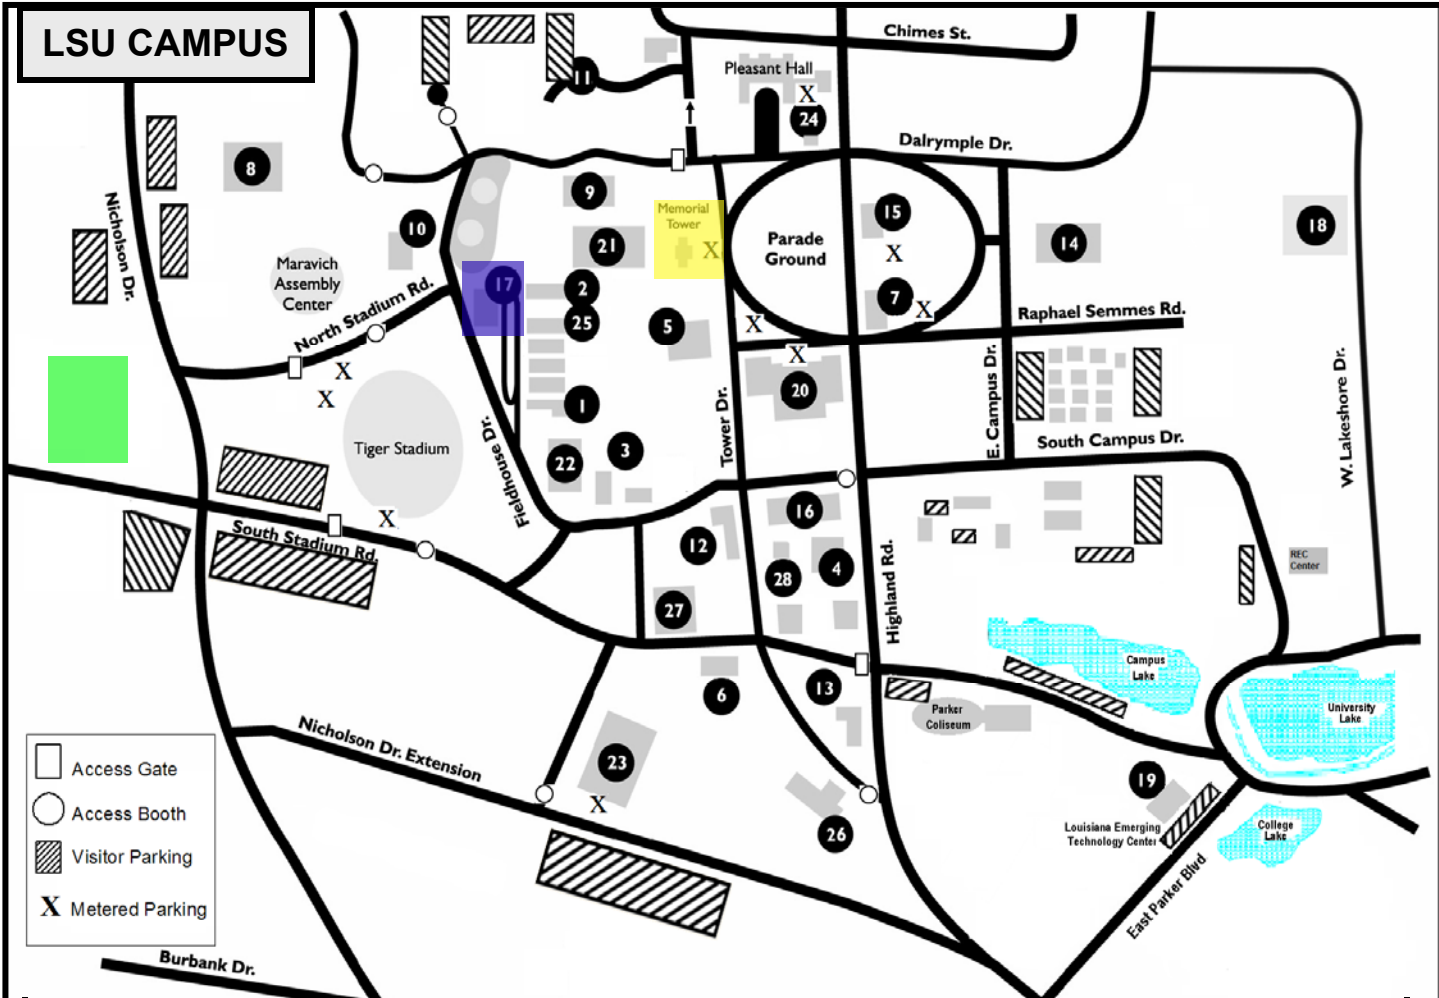 LSU CAMPUS
Chimes St.
Pleasant Hall
X
24
11
Dalrymple Dr.
8
9
10
Nicholson Dr.
Memorial
Tower
X
21
Parade
Ground
15
X
14
18
Maravich
Assembly
Center
17
2
25
5
7
X
X
Raphael Semmes Rd.
North Stadium Rd.
X
X
X
20
1
Tower Dr.
E. Campus Dr.
W. Lakeshore Dr.
Tiger Stadium
Fieldhouse Dr.
22
3
South Campus Dr.
X
South Stadium Rd.
16
12
28
4
27
Highland Rd.
REC
Center
Campus
Lake
6
13
Parker
Coliseum
University
Lake
Nicholson Dr. Extension
23
X
26
19
Louisiana Emerging
Technology Center
College
Lake
East Parker Blvd
Access Gate
Access Booth
Visitor Parking
X Metered Parking
Burbank Dr.